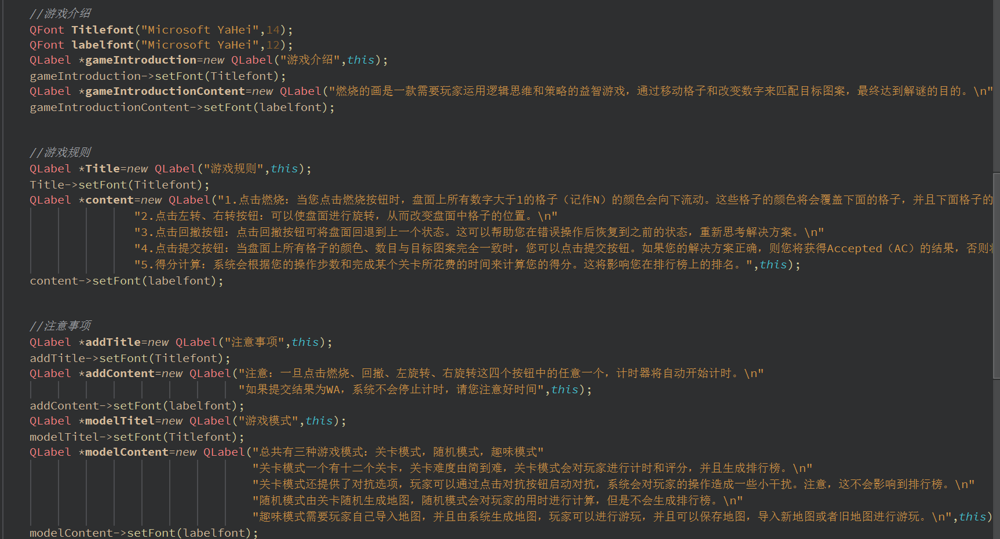 //游戏介绍
QFont Titlefont("Microsoft YaHei",14);
QFont labelfont("Microsoft YaHei",12);
QLabel *gameIntroduction=new QLabel("游戏介绍",this);
gameIntroduction->setFont(Titlefont);
QLabel *gameIntroductionContent=new QLabel("燃烧的画是一款需要玩家运用逻辑思维和策略的益智游戏，通过移动格子和改变数字来匹配目标图案，最终达到解谜的目的。\n"
gameIntroductionContent->setFont(labelfont);
//游戏规则
QLabel *Title=new QLabel("游戏规则",this);
Title->setFont(Titlefont);
QLabel *content=new QLabel("1.点击燃烧：当您点击燃烧按钮时，盘面上所有数字大于1的格子（记作N）的颜色会向下流动。这些格子的颜色将会覆盖下面的格子，并且下面格子的
"2.点击左转、右转按钮：可以使盘面进行旋转，从而改变盘面中格子的位置。\n"
"3.点击回撤按钮：点击回撤按钮可将盘面回退到上一个状态。这可以帮助您在错误操作后恢复到之前的状态，重新思考解决方案。\n"
"4.点击提交按钮：当盘面上所有格子的颜色、数目与目标图案完全一致时，您可以点击提交按钮。如果您的解决方案正确，则您将获得Accepted（AC）的结果，否则
"5.得分计算：系统会根据您的操作步数和完成某个关卡所花费的时间来计算您的得分。这将影响您在排行榜上的排名。",this);
content->setFont(labelfont);
//注意事项
QLabel *addTitle=new QLabel("注意事项",this);
addTitle->setFont(Titlefont);
QLabel *addContent=new QLabel("注意：一旦点击燃烧、回撤、左旋转、右旋转这四个按钮中的任意一个，计时器将自动开始计时。\n"
"如果提交结果为WA，系统不会停止计时，请您注意好时间",this);
addContent->setFont(labelfont);
QLabel *modelTitel=new QLabel("游戏模式",this);
modelTitel->setFont(Titlefont);
QLabel *modelContent=new QLabel("总共有三种游戏模式：关卡模式，随机模式，趣味模式"
"关卡模式一个有十二个关卡，关卡难度由简到难，关卡模式会对玩家进行计时和评分，并且生成排行榜。\n"
"关卡模式还提供了对抗选项，玩家可以通过点击对抗按钮启动对抗，系统会对玩家的操作造成一些小干扰。注意，这不会影响到排行榜。\n"
"随机模式由关卡随机生成地图，随机模式会对玩家的用时进行计算，但是不会生成排行榜。\n"
"趣味模式需要玩家自己导入地图，并且由系统生成地图，玩家可以进行游玩，并且可以保存地图，导入新地图或者旧地图进行游玩。\n",this)
modelContent->setFont(labelfont);